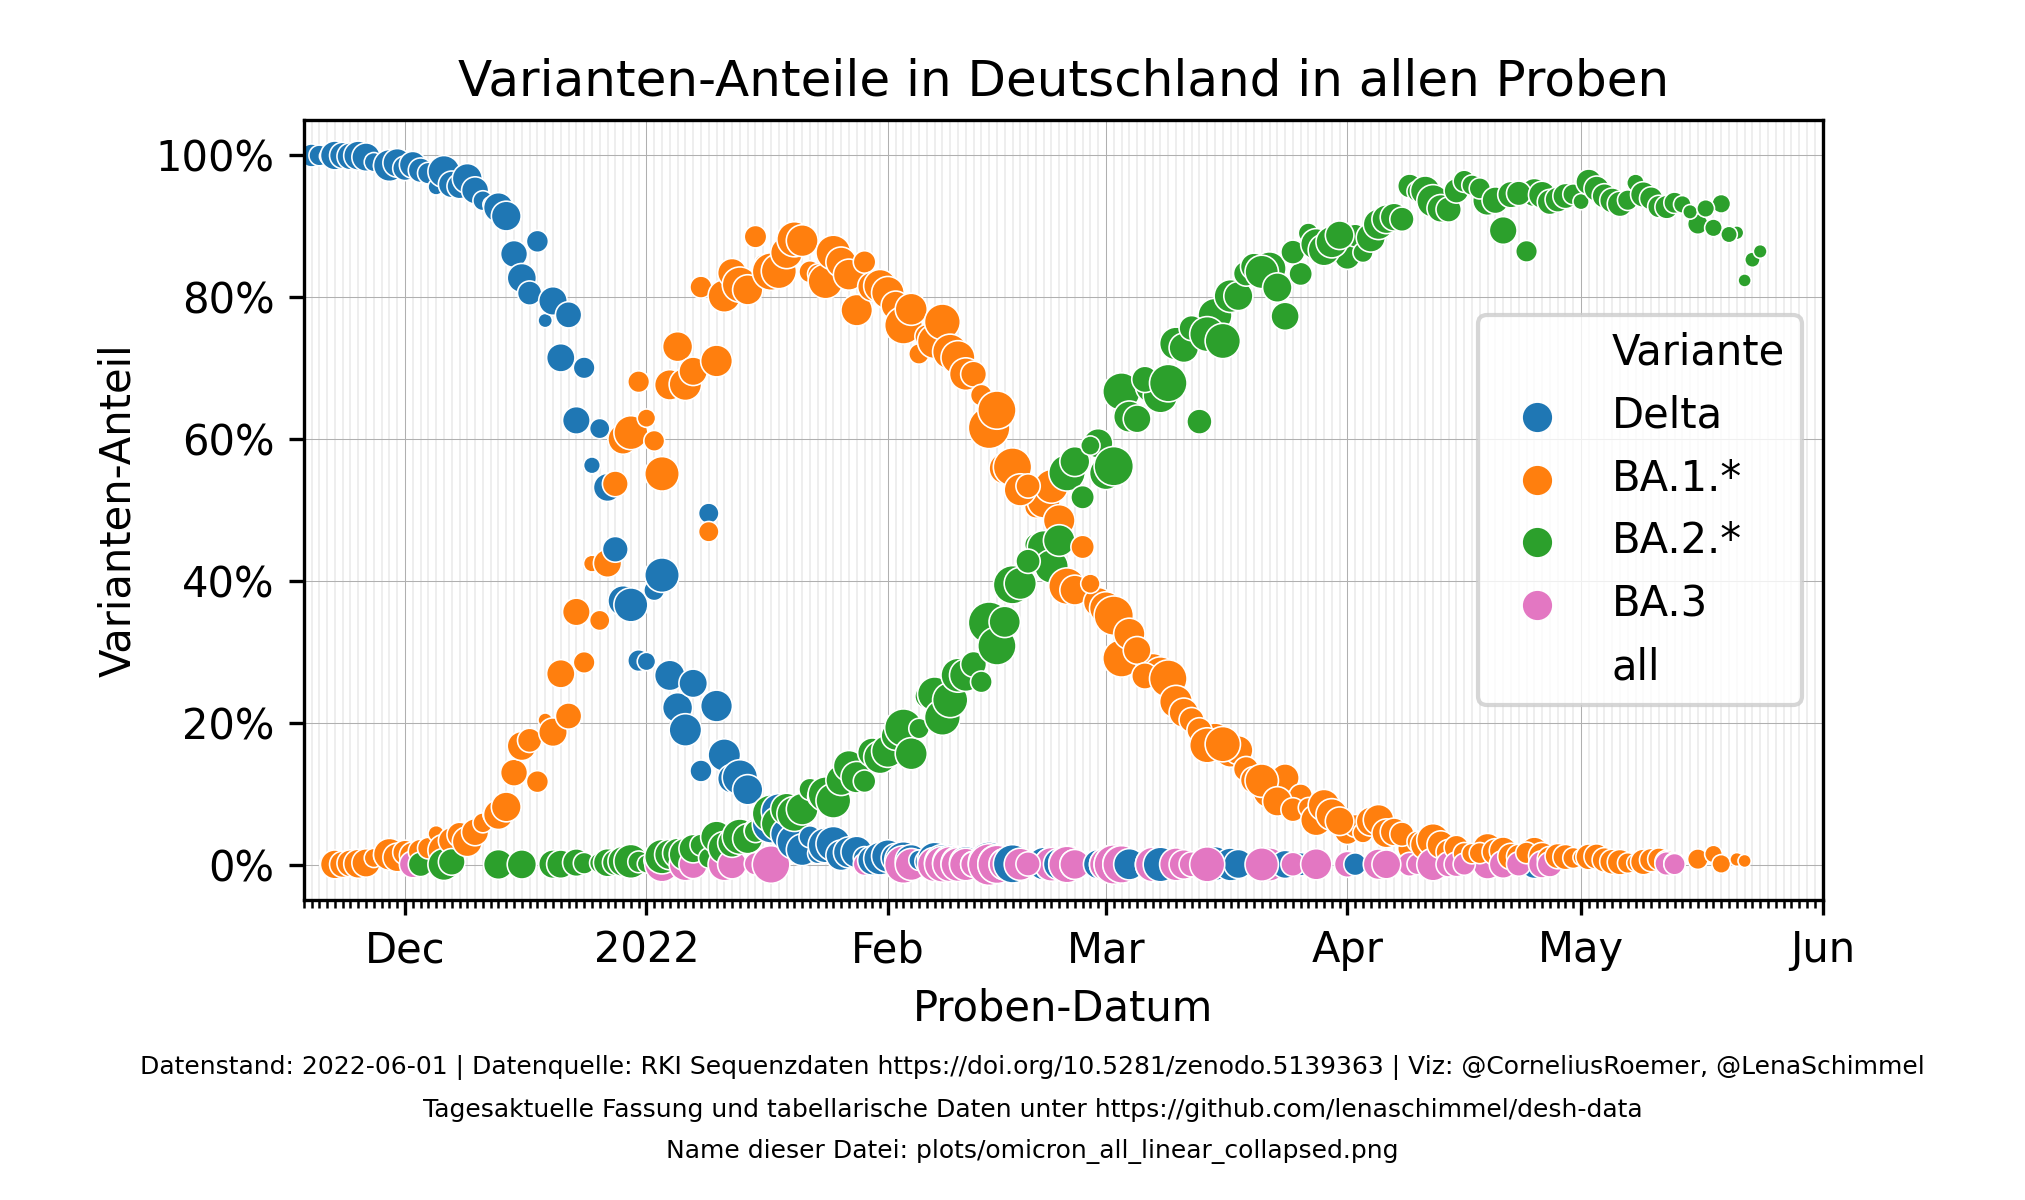 Varianten-Anteile in Deutschland in allen Proben
100%
80%
60%
40%
20%
0%
Varianten-Anteil
Variante
Delta
BA.1.*
BA.2.*
BA.3
all
Dec 2022 Feb Mar Apr May Jun
Proben-Datum
Datenstand: 2022-06-01 | Datenquelle: RKI Sequenzdaten https://doi.org/10.5281/zenodo.5139363 | Viz: @CorneliusRoemer, @LenaSchimmel
Tagesaktuelle Fassung und tabellarische Daten unter https://github.com/lenaschimmel/desh-data
Name dieser Datei: plots/omicron_all_linear_collapsed.png